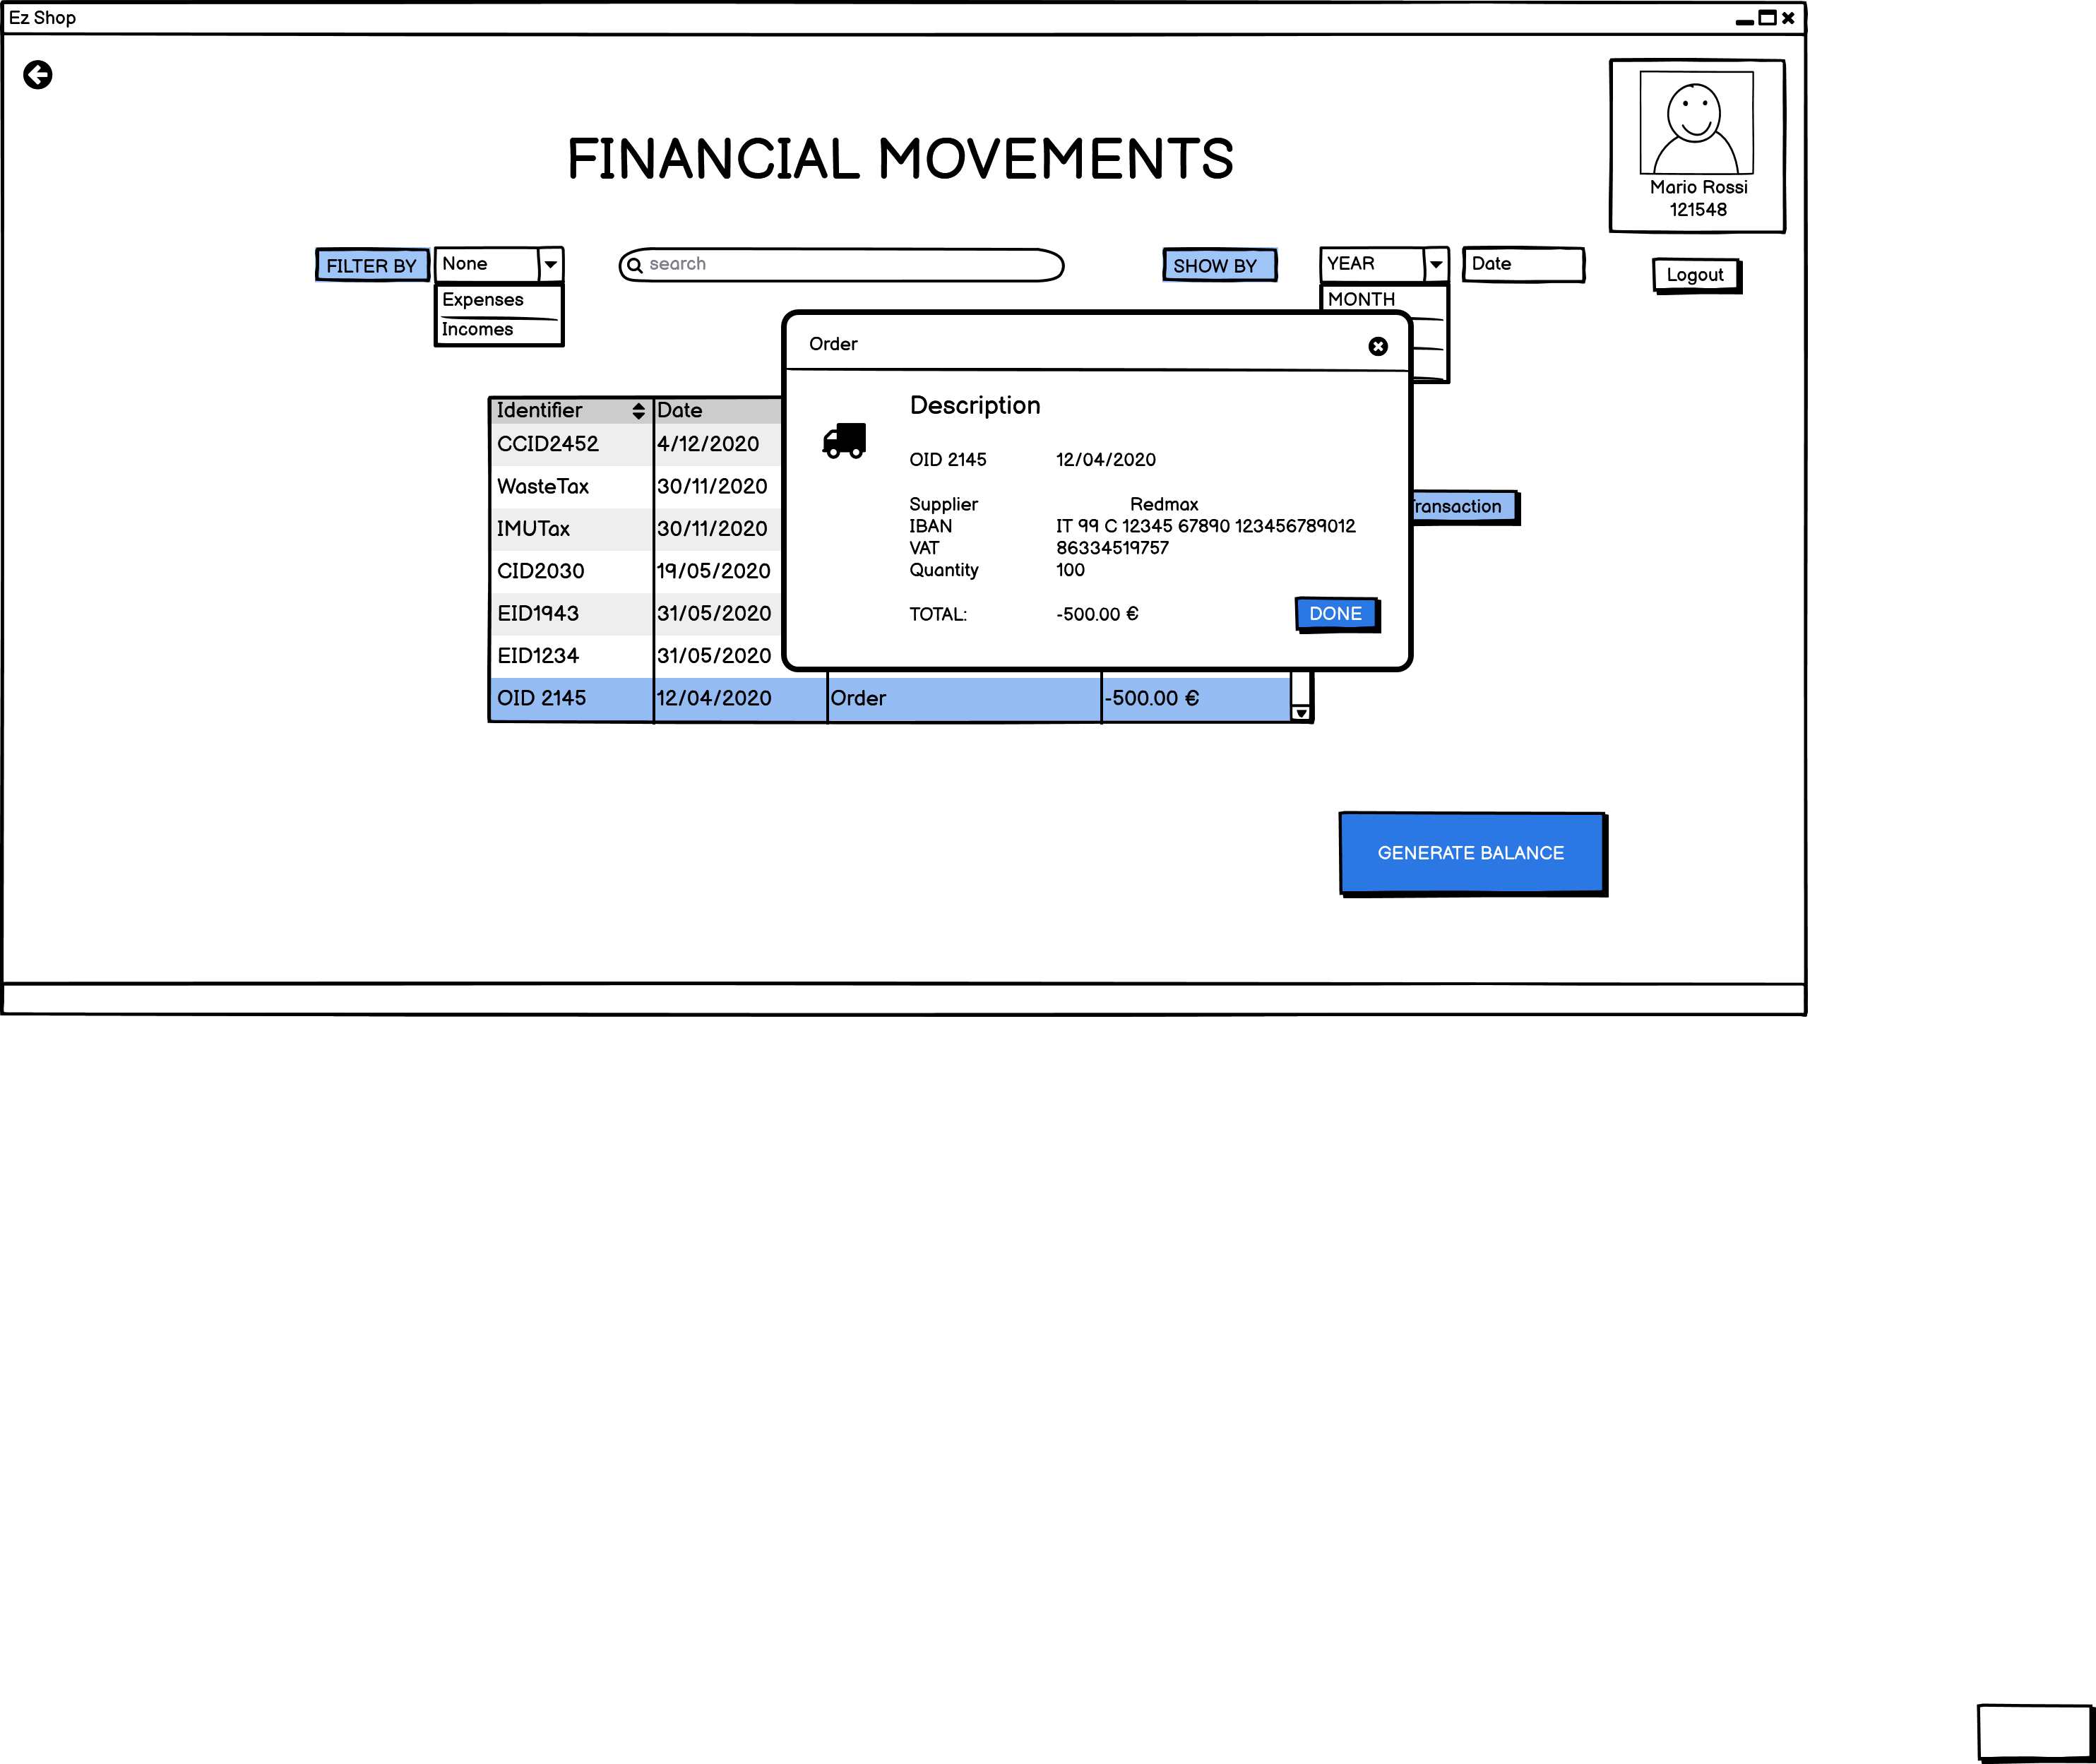 Ez Shop
FINANCIAL MOVEMENTS
Mario Rossi
121548
FILTER BY None search SHOW BY YEAR Date Logout
Expenses MONTH
Incomes
Order
Description
OID 2145 12/04/2020
Supplier Redmax
IBAN IT 99 C 12345 67890 123456789012
VAT 86334519757
Quantity 100
TOTAL: -500.00 € DONE
Identifier Date
CCID2452 4/12/2020
WasteTax 30/11/2020
IMUTax 30/11/2020
CID2030 19/05/2020
EID1943 31/05/2020
EID1234 31/05/2020
OID 2145 12/04/2020 Order -500.00 €
GENERATE BALANCE